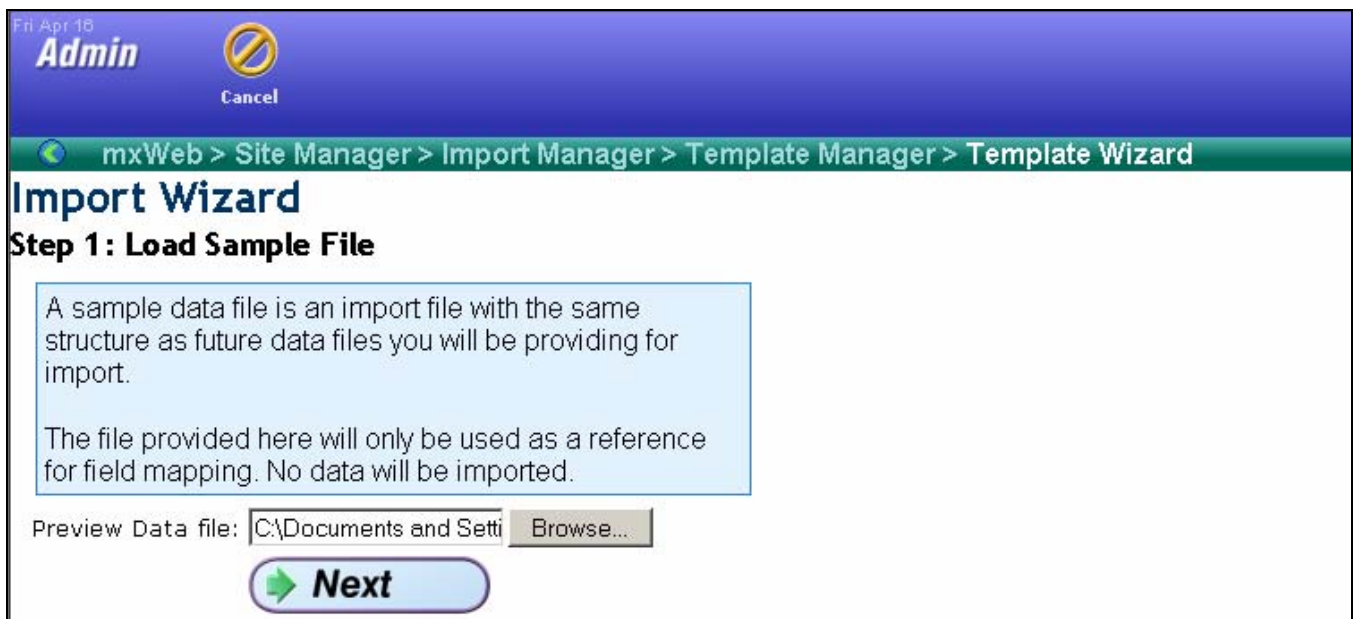 Fri Apr 16
Admin
Cancel
mxWeb > Site Manager > Import Manager > Template Manager > Template Wizard
Import Wizard
Step 1: Load Sample File
A sample data file is an import file with the same
structure as future data files you will be providing for
import.
The file provided here will only be used as a reference
for field mapping. No data will be imported.
Preview Data file: C:\Documents and Setti Browse...
Next